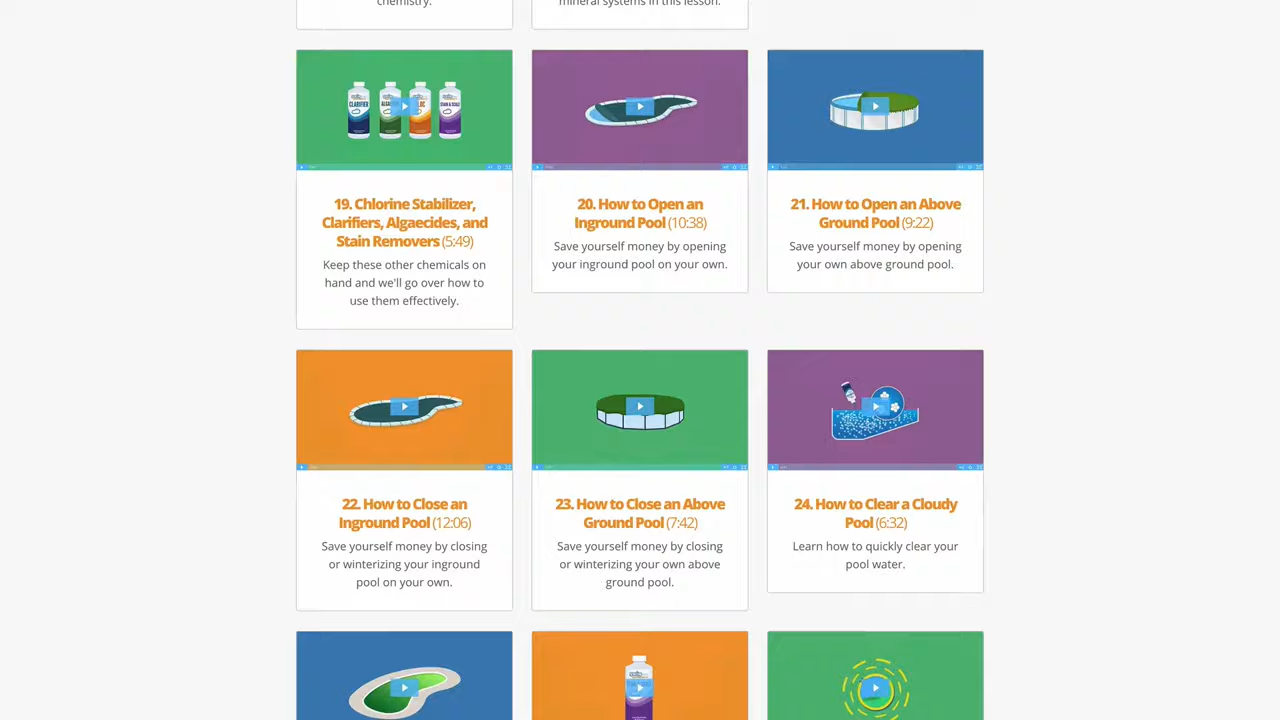 chemistry.
mineral systems in this lesson.
CLARIFIER
STAIN & SCALE
19. Chlorine Stabilizer,
Clarifiers, Algaecides, and
Stain Removers (5:49)
Keep these other chemicals on
hand and we'll go over how to
use them effectively.
20. How to Open an
Inground Pool (10:38)
Save yourself money by opening
your inground pool on your own.
21. How to Open an Above
Ground Pool (9:22)
Save yourself money by opening
your own above ground pool.
22. How to Close an
Inground Pool (12:06)
Save yourself money by closing
or winterizing your inground
pool on your own.
23. How to Close an Above
Ground Pool (7:42)
Save yourself money by closing
or winterizing your own above
ground pool.
24. How to Clear a Cloudy
Pool (6:32)
Learn how to quickly clear your
pool water.